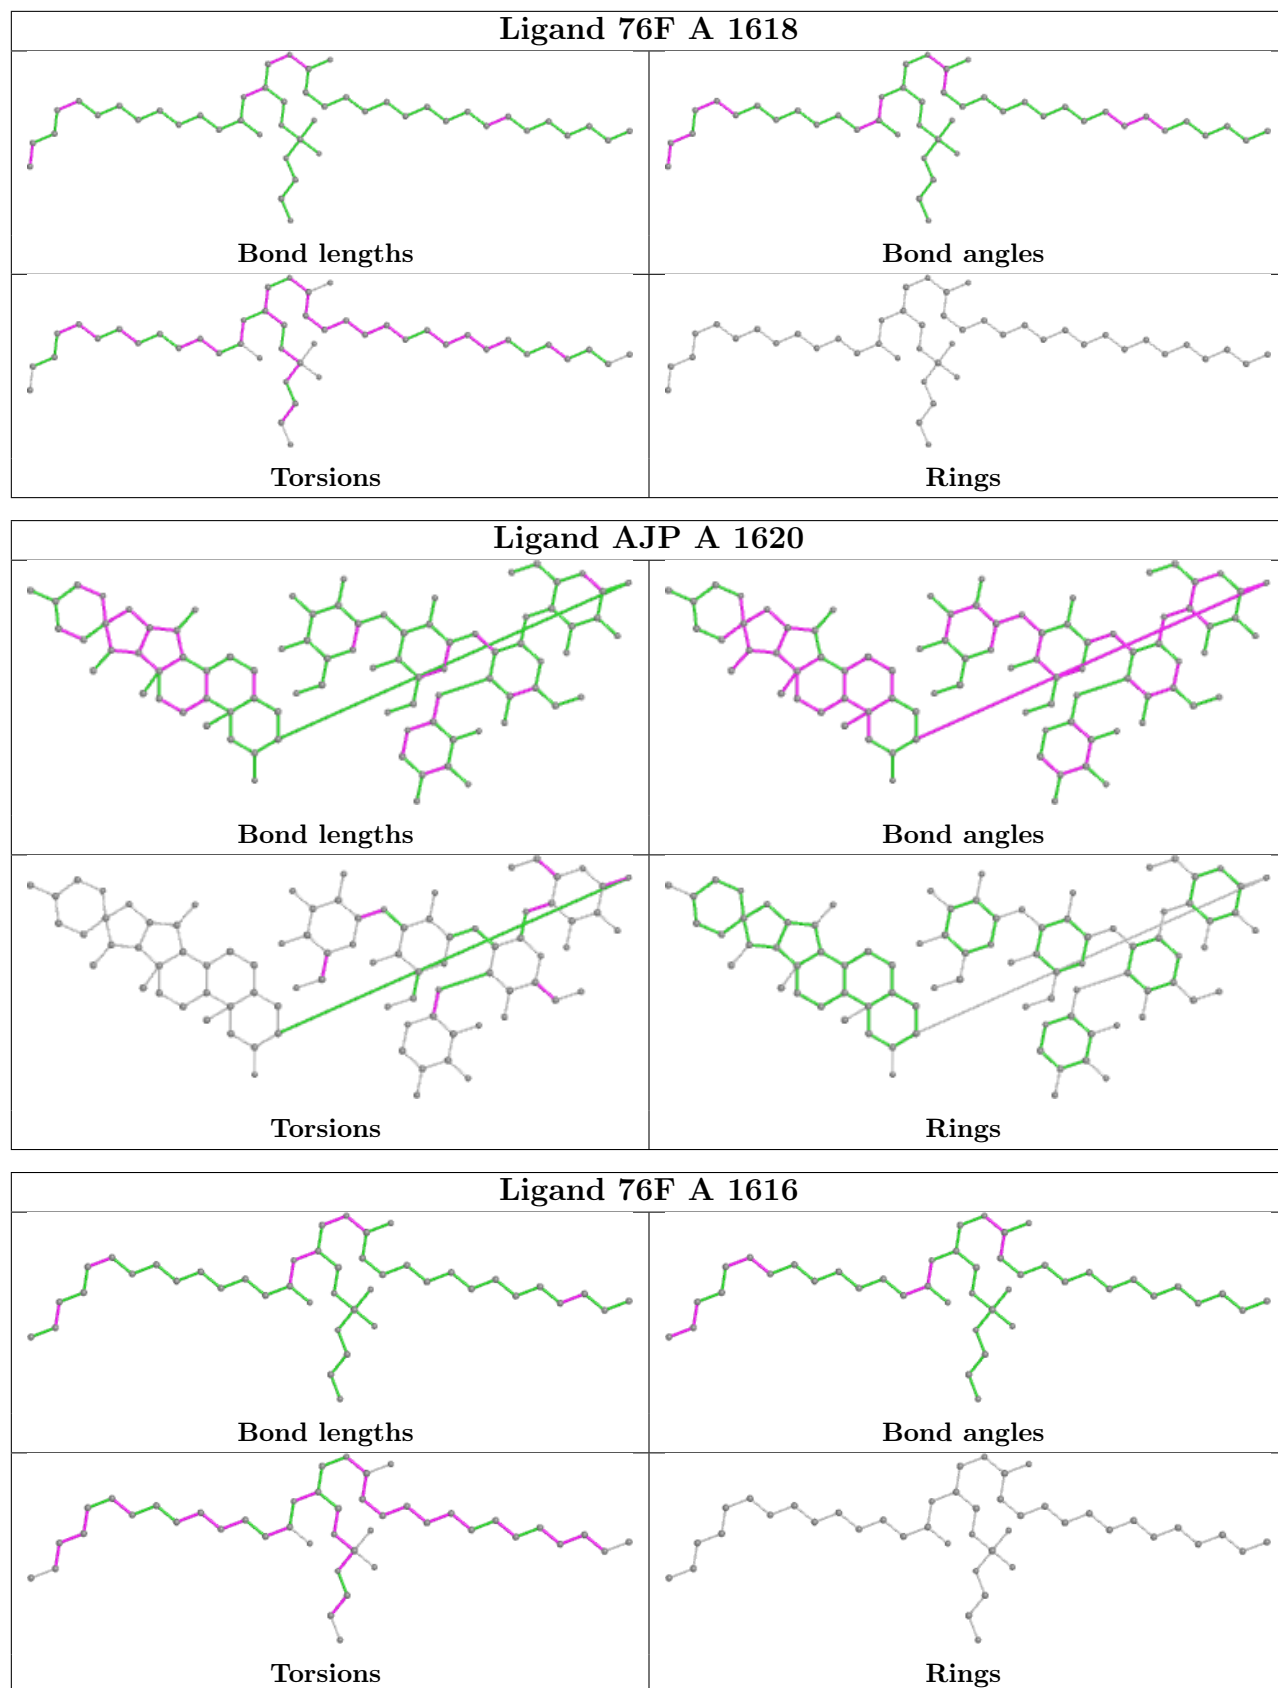 Ligand 76F A 1618
Bond lengths
Bond angles
Torsions
Rings
Ligand AJP A 1620
Bond lengths
Bond angles
Torsions
Rings
Ligand 76F A 1616
Bond lengths
Bond angles
Torsions
Rings